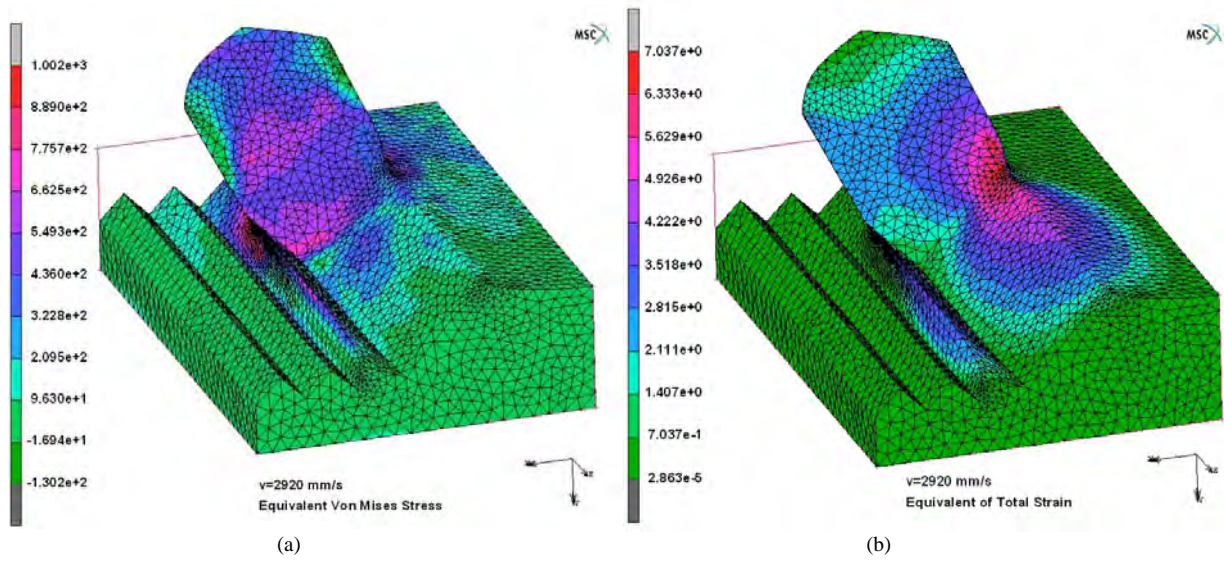 MSC
1.002e+3
8.890e+2
7.757e+2
6.625e+2
5.493e+2
4.360e+2
3.228e+2
2.095e+2
9.630e+1
-1.694e+1
-1.302e+2
v=2920 mm/s
Equivalent Von Mises Stress
(a)
MSC
7.037e+0
6.333e+0
5.629e+0
4.926e+0
4.222e+0
3.518e+0
2.815e+0
2.111e+0
1.407e+0
7.037e-1
2.863e-5
v=2920 mm/s
Equivalent of Total Strain
(b)